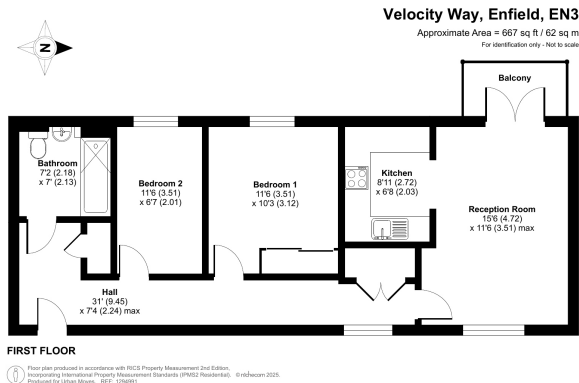 Velocity Way, Enfield, EN3
Approximate Area = 667 sq ft / 62 sq m
For identification only - Not to scale
N
Balcony
Bathroom
7'2 (2.18)
x 7' (2.13)
Bedroom 2
11'6 (3.51)
x 6'7 (2.01)
Bedroom 1
11'6 (3.51)
x 10'3 (3.12)
Kitchen
8'11 (2.72)
x 6'8 (2.03)
Reception Room
15'6 (4.72)
x 11'6 (3.51) max
Hall
31' (9.45)
x 7'4 (2.24) max
FIRST FLOOR
Floor plan produced in accordance with RICS Property Measurement 2nd Edition,
Incorporating International Property Measurement Standards (IPMS2 Residential). ©nichecom 2025.
Produced for Urban Moves. REF: 1294991